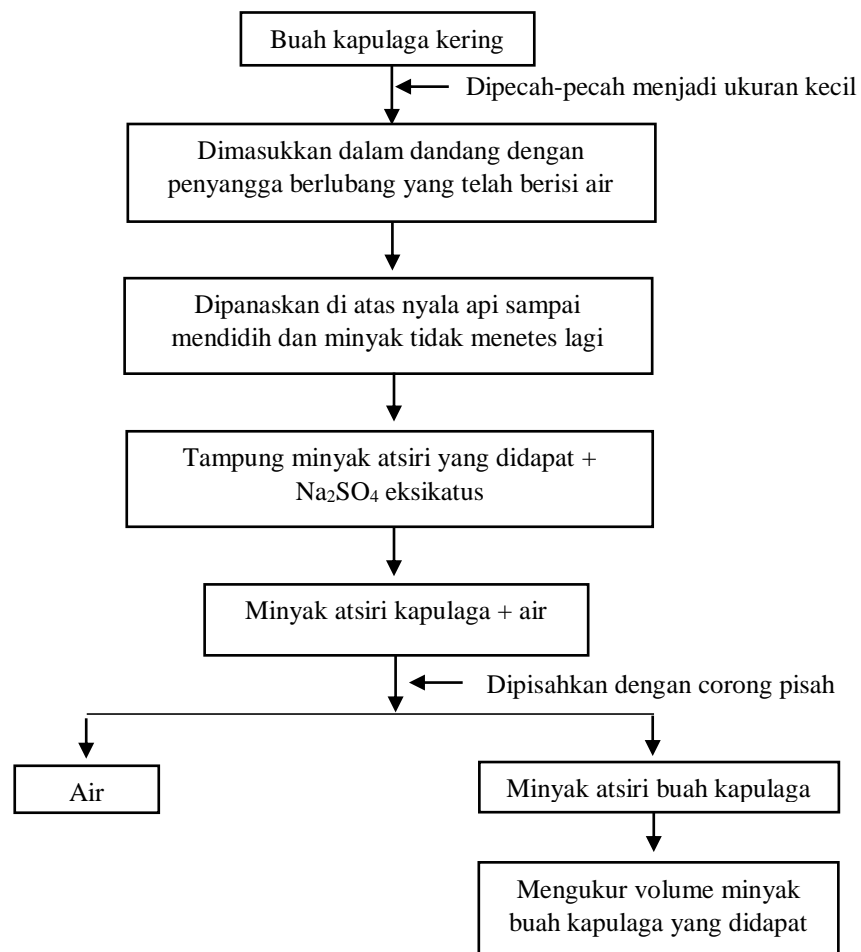 Buah kapulaga kering
Dipecah-pecah menjadi ukuran kecil
Dimasukkan dalam dandang dengan
penyangga berlubang yang telah berisi air
Dipanaskan di atas nyala api sampai
mendidih dan minyak tidak menetes lagi
Tampung minyak atsiri yang didapat +
Na₂SO₄ eksikatus
Minyak atsiri kapulaga + air
Dipisahkan dengan corong pisah
Air
Minyak atsiri buah kapulaga
Mengukur volume minyak
buah kapulaga yang didapat